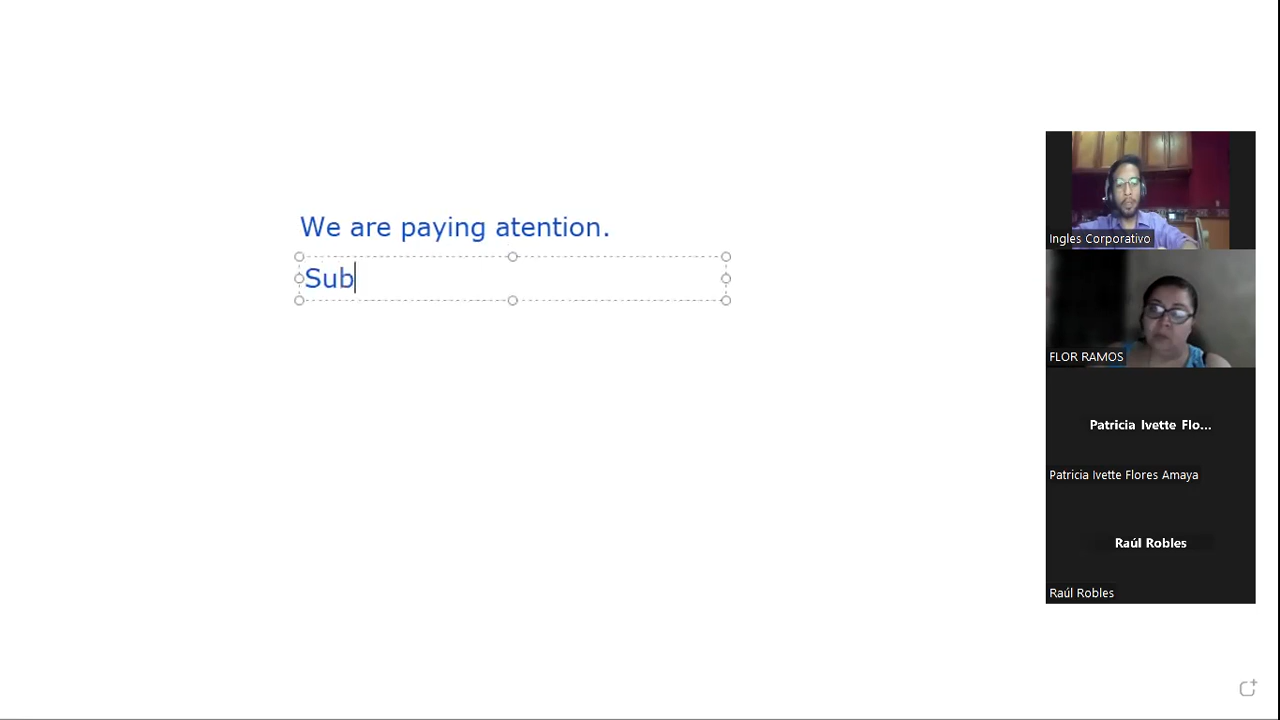 We are paying atention.
Sub
Ingles Corporativo
FLOR RAMOS
Patricia Ivette Flo...
Patricia Ivette Flores Amaya
Raúl Robles
Raúl Robles